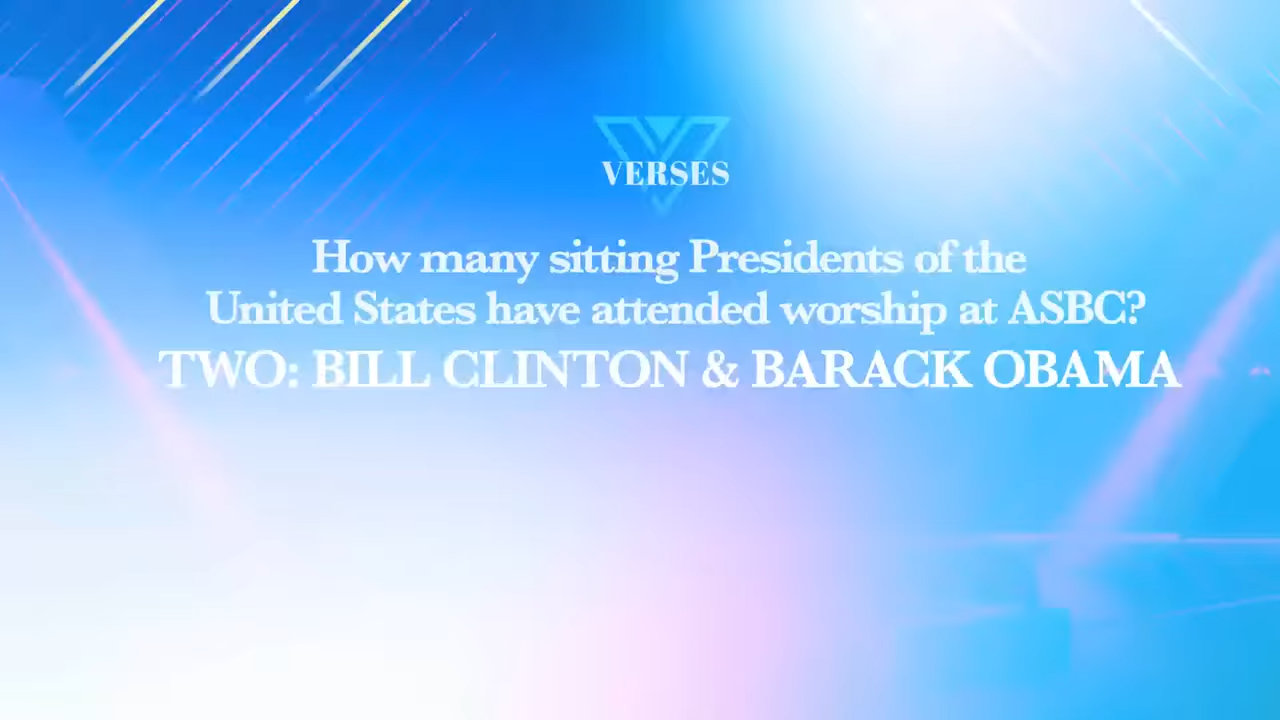 VERSES
How many sitting Presidents of the
United States have attended worship at ASBC?
TWO: BILL CLINTON & BARACK OBAMA